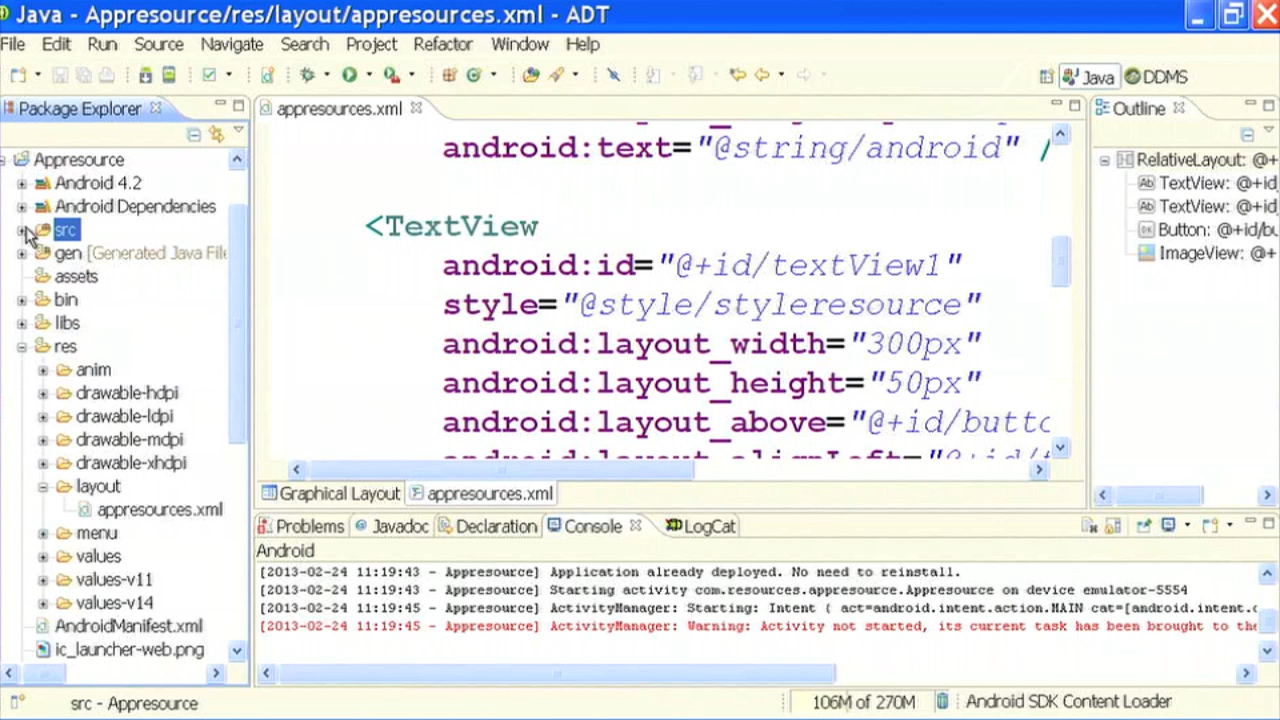 Java - Appresource/res/layout/appresources.xml - ADT
File Edit Run Source Navigate Search Project Refactor Window Help
Java DDMS
Package Explorer
Appresource
Android 4.2
Android Dependencies
src
gen [Generated Java File
assets
bin
libs
res
anim
drawable-hdpi
drawable-ldpi
drawable-mdpi
drawable-xhdpi
layout
appresources.xml
menu
values
values-v11
values-v14
AndroidManifest.xml
ic_launcher-web.png
appresources.xml
android:text="@string/android" /
<TextView
android:id="@+id/textView1"
style="@style/styleresource"
android:layout_width="300px"
android:layout_height="50px"
android:layout_above="@+id/butto
android:layout_alignLeft="@+id/t
Graphical Layout appresources.xml
Outline
RelativeLayout: @+
TextView: @+id
TextView: @+id
Button: @+id/bu
ImageView: @+
Problems @ Javadoc Declaration Console LogCat
Android
[2013-02-24 11:19:43 - Appresource] Application already deployed. No need to reinstall.
[2013-02-24 11:19:43 - Appresource] Starting activity com.resources.appresource.Appresource on device emulator-5554
[2013-02-24 11:19:45 - Appresource] ActivityManager: Starting: Intent { act=android.intent.action.MAIN cat=[android.intent.c
[2013-02-24 11:19:45 - Appresource] ActivityManager: Warning: Activity not started, its current task has been brought to the
src - Appresource
106M of 270M
Android SDK Content Loader